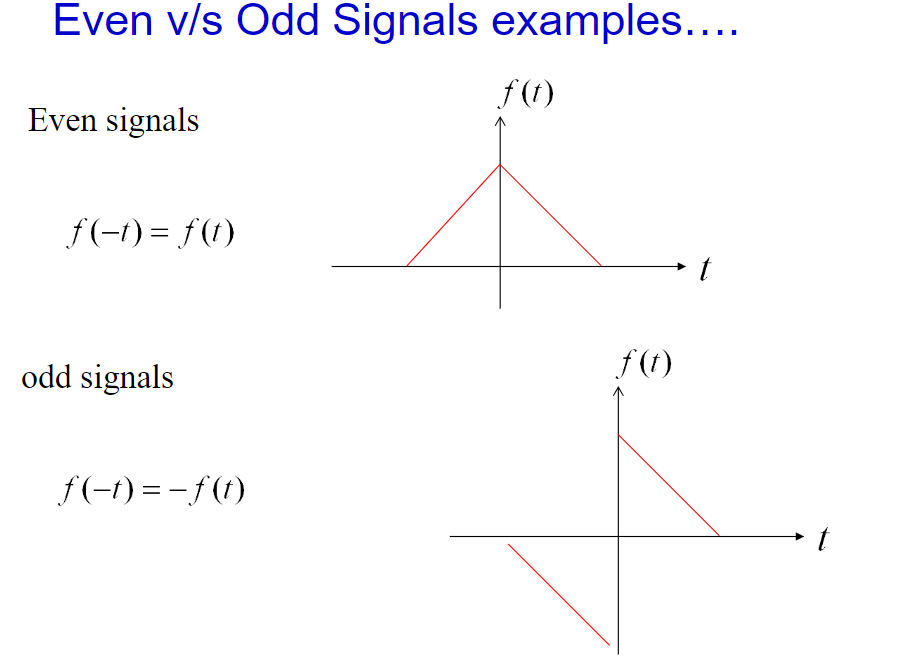 Even v/s Odd Signals examples....
f(t)
Even signals
f(−t) = f(t)
t
f(t)
odd signals
f(−t) = −f(t)
t